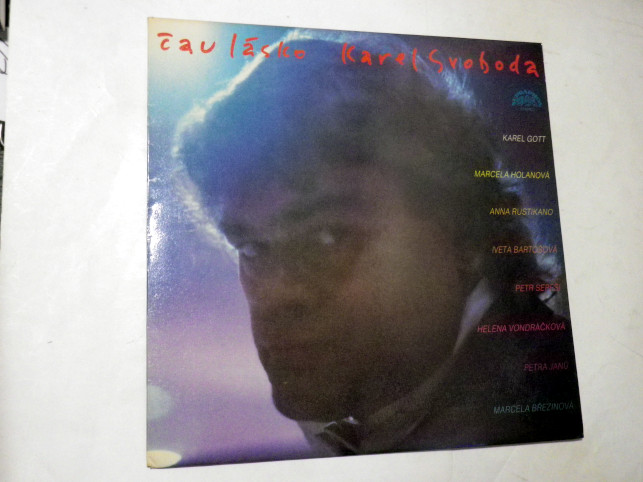 čau lásko Karel Svoboda
KAREL GOTT
MARCELA HOLANOVÁ
ANNA RUSTIKANO
IVETA BARTOŠOVÁ
PETR SEPÉŠI
HELENA VONDRÁČKOVÁ
PETRA JANŮ
MARCELA BŘEZINOVÁ